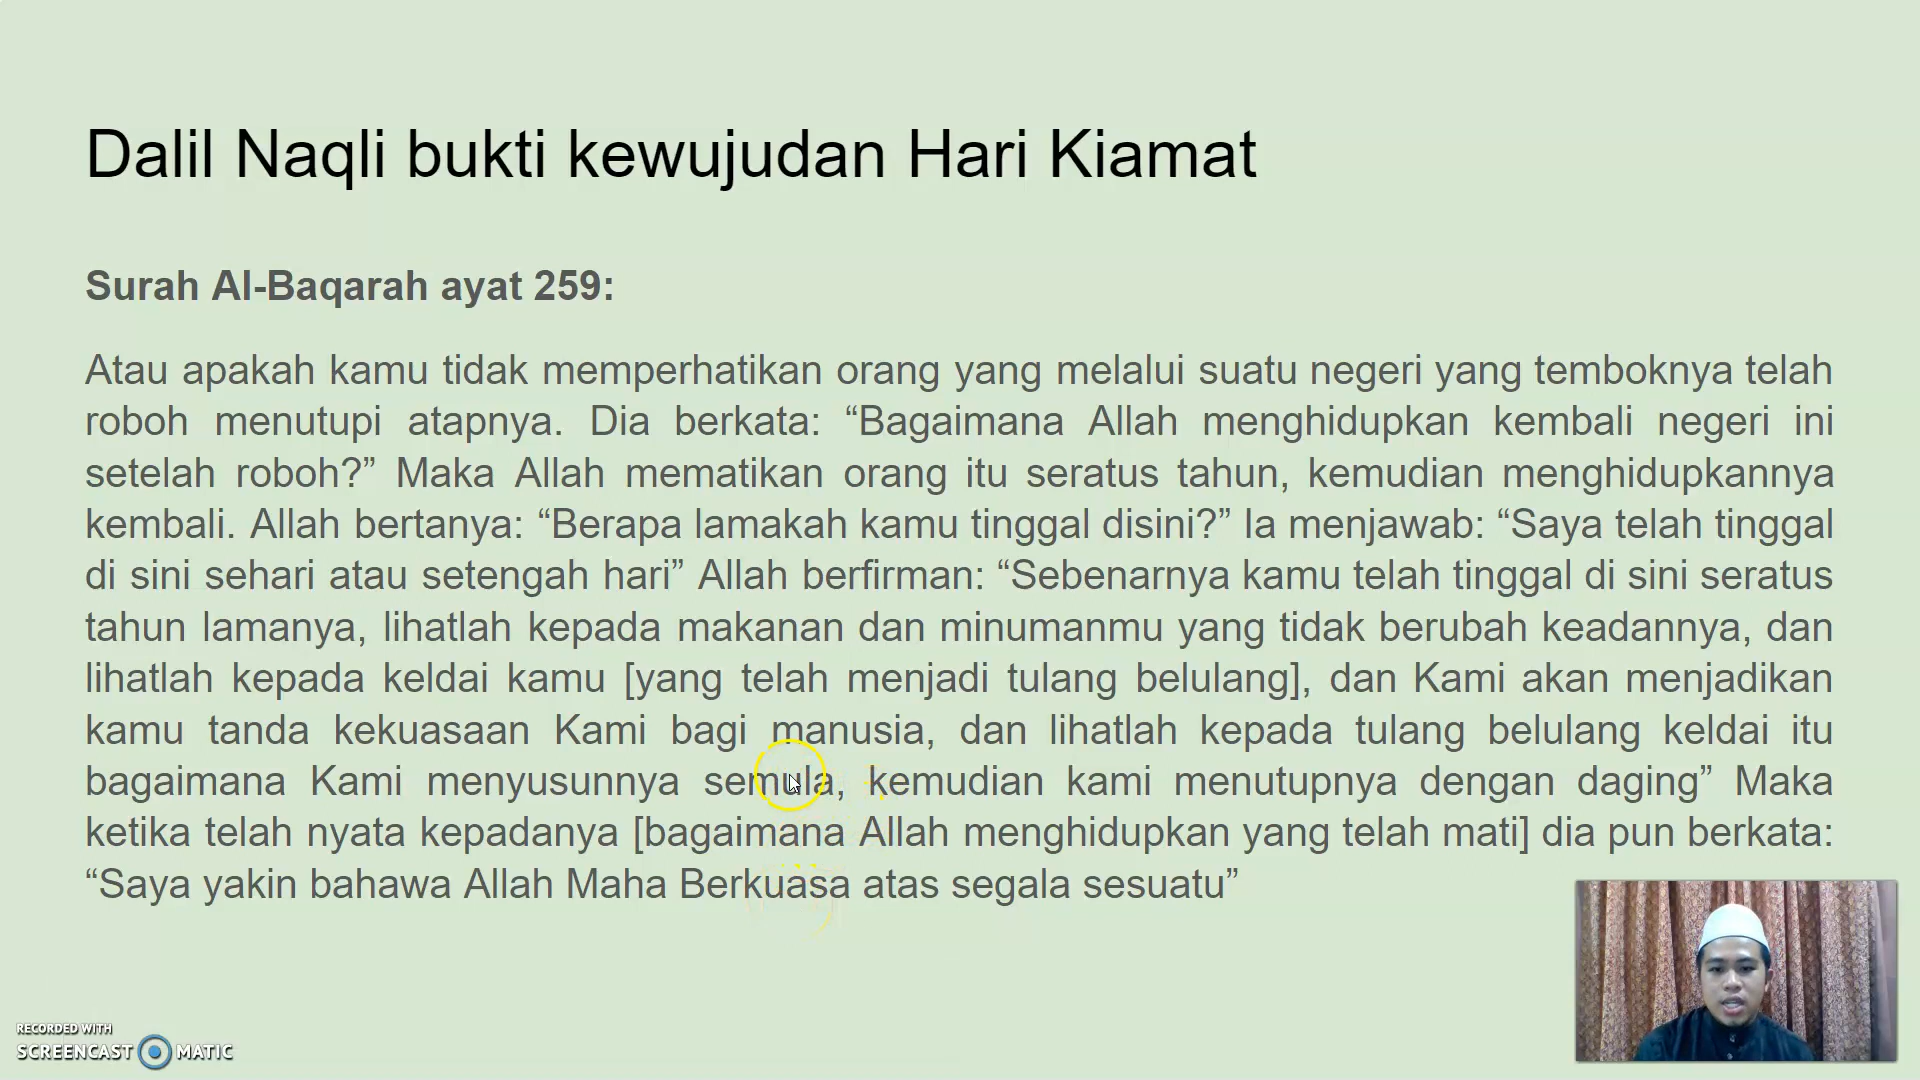 Dalil Naqli bukti kewujudan Hari Kiamat
Surah Al-Baqarah ayat 259:
Atau apakah kamu tidak memperhatikan orang yang melalui suatu negeri yang temboknya telah
roboh menutupi atapnya. Dia berkata: “Bagaimana Allah menghidupkan kembali negeri ini
setelah roboh?” Maka Allah mematikan orang itu seratus tahun, kemudian menghidupkannya
kembali. Allah bertanya: “Berapa lamakah kamu tinggal disini?” Ia menjawab: “Saya telah tinggal
di sini sehari atau setengah hari” Allah berfirman: “Sebenarnya kamu telah tinggal di sini seratus
tahun lamanya, lihatlah kepada makanan dan minumanmu yang tidak berubah keadannya, dan
lihatlah kepada keldai kamu [yang telah menjadi tulang belulang], dan Kami akan menjadikan
kamu tanda kekuasaan Kami bagi manusia, dan lihatlah kepada tulang belulang keldai itu
bagaimana Kami menyusunnya semula, kemudian kami menutupnya dengan daging” Maka
ketika telah nyata kepadanya [bagaimana Allah menghidupkan yang telah mati] dia pun berkata:
“Saya yakin bahawa Allah Maha Berkuasa atas segala sesuatu”
RECORDED WITH
SCREENCAST MATIC